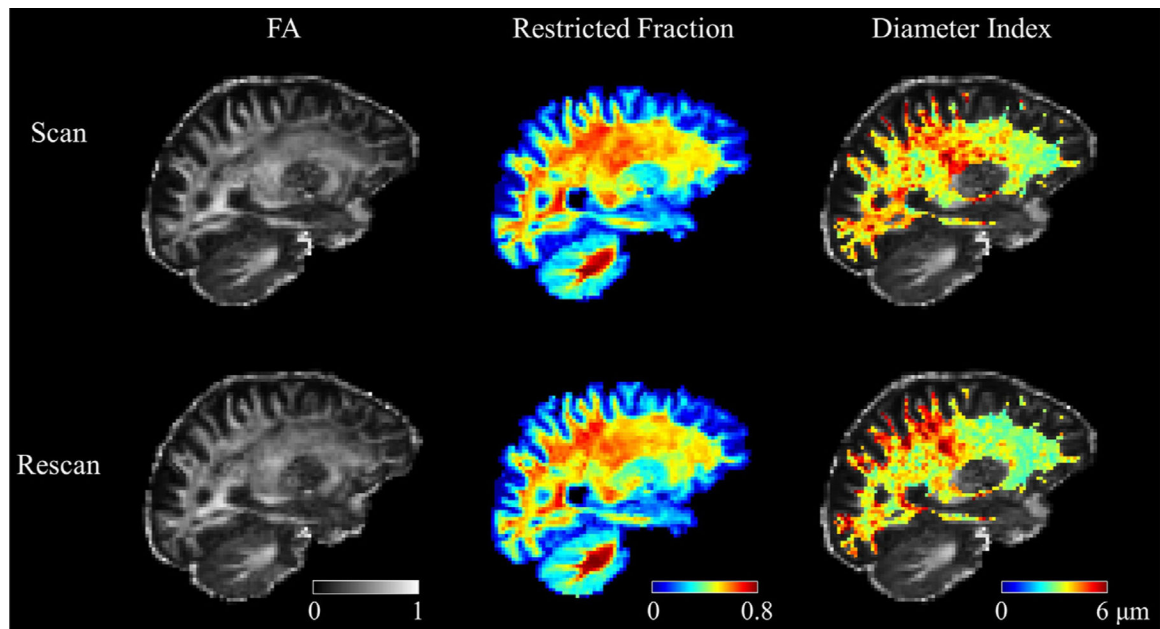 FA Restricted Fraction Diameter Index
Scan
Rescan
0 1 0 0.8 0 6 μm